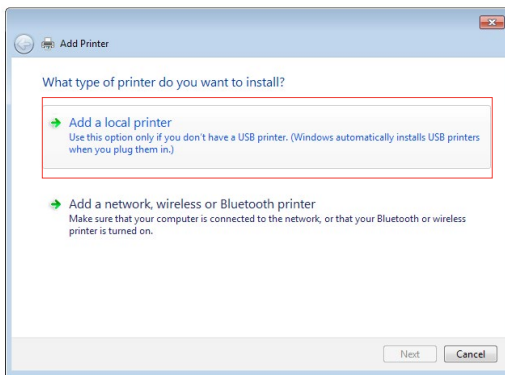 Add Printer
What type of printer do you want to install?
Add a local printer
Use this option only if you don't have a USB printer. (Windows automatically installs USB printers
when you plug them in.)
Add a network, wireless or Bluetooth printer
Make sure that your computer is connected to the network, or that your Bluetooth or wireless
printer is turned on.
Next Cancel